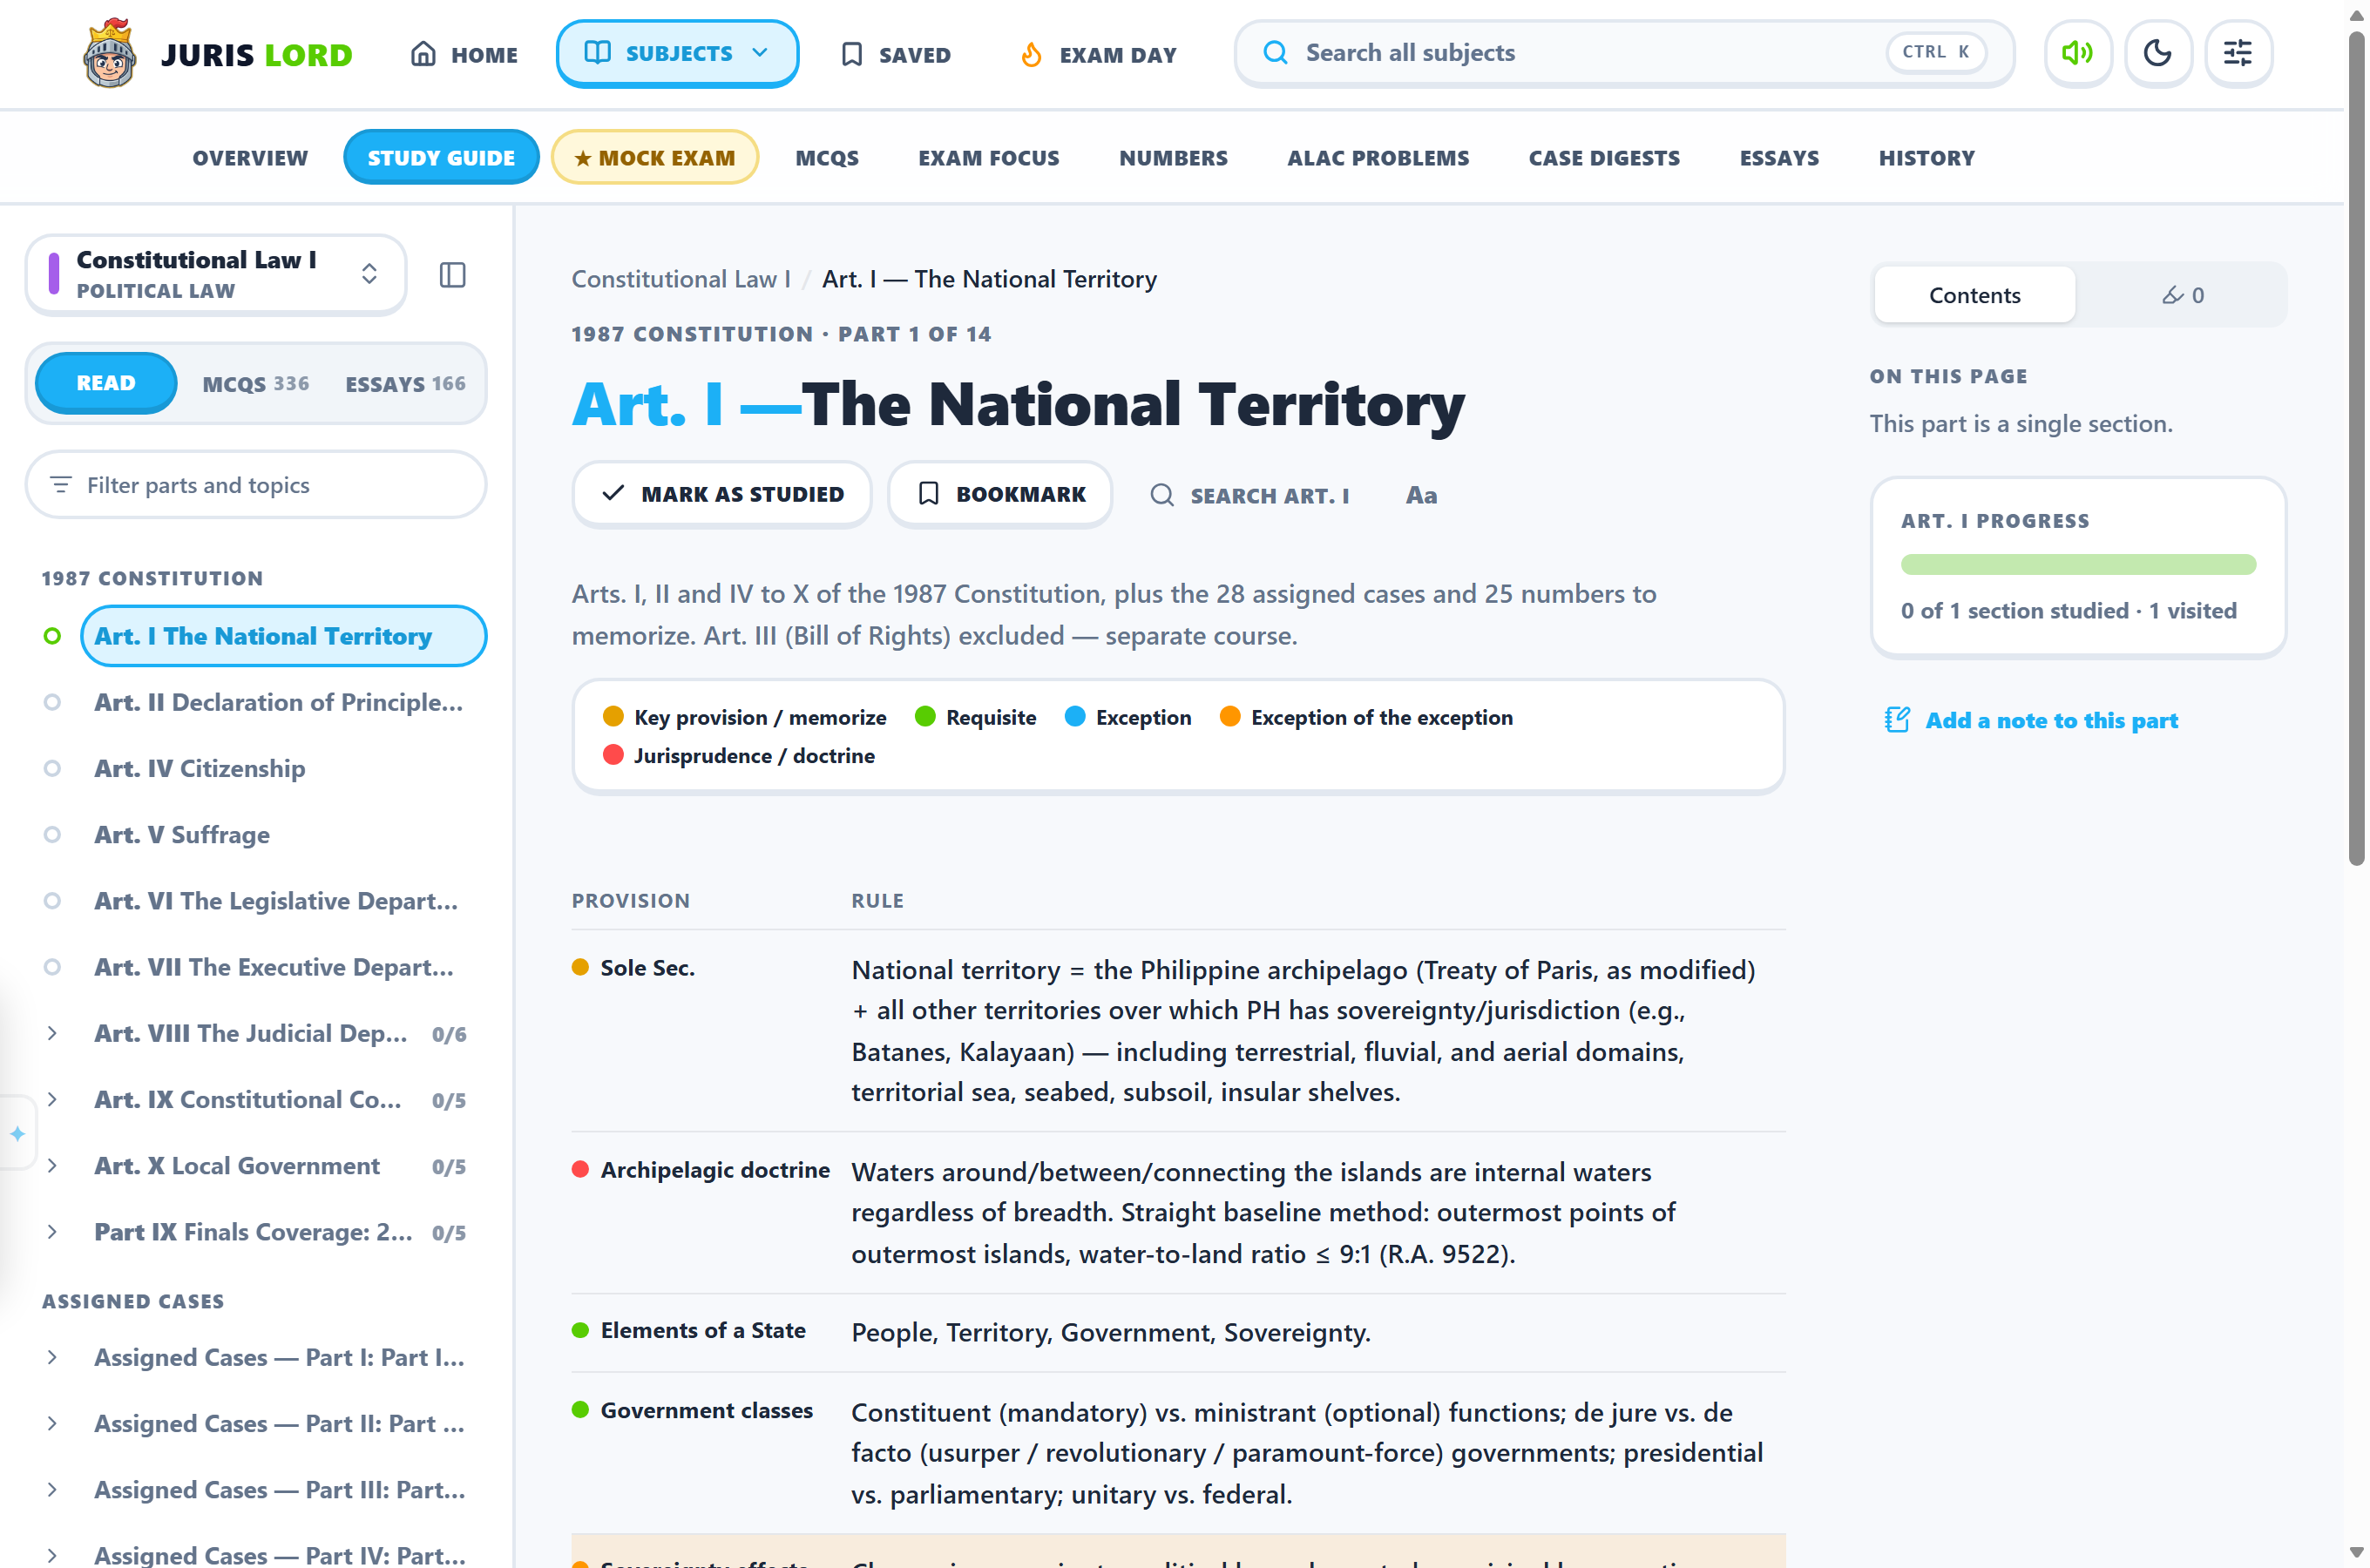 JURIS LORD
HOME
SUBJECTS
SAVED
EXAM DAY
Search all subjects
CTRL K
OVERVIEW
STUDY GUIDE
★ MOCK EXAM
MCQS
EXAM FOCUS
NUMBERS
ALAC PROBLEMS
CASE DIGESTS
ESSAYS
HISTORY
Constitutional Law I
POLITICAL LAW
READ
MCQS 336
ESSAYS 166
Filter parts and topics
1987 CONSTITUTION
Art. I The National Territory
Art. II Declaration of Principle...
Art. IV Citizenship
Art. V Suffrage
Art. VI The Legislative Depart...
Art. VII The Executive Depart...
Art. VIII The Judicial Dep... 0/6
Art. IX Constitutional Co... 0/5
Art. X Local Government 0/5
Part IX Finals Coverage: 2... 0/5
ASSIGNED CASES
Assigned Cases — Part I: Part I...
Assigned Cases — Part II: Part ...
Assigned Cases — Part III: Part...
Assigned Cases — Part IV: Part...
Constitutional Law I / Art. I — The National Territory
1987 CONSTITUTION · PART 1 OF 14
Art. I —The National Territory
MARK AS STUDIED
BOOKMARK
SEARCH ART. I
Aa
Arts. I, II and IV to X of the 1987 Constitution, plus the 28 assigned cases and 25 numbers to
memorize. Art. III (Bill of Rights) excluded — separate course.
Key provision / memorize
Requisite
Exception
Exception of the exception
Jurisprudence / doctrine
PROVISION
RULE
Sole Sec.
National territory = the Philippine archipelago (Treaty of Paris, as modified)
+ all other territories over which PH has sovereignty/jurisdiction (e.g.,
Batanes, Kalayaan) — including terrestrial, fluvial, and aerial domains,
territorial sea, seabed, subsoil, insular shelves.
Archipelagic doctrine
Waters around/between/connecting the islands are internal waters
regardless of breadth. Straight baseline method: outermost points of
outermost islands, water-to-land ratio ≤ 9:1 (R.A. 9522).
Elements of a State
People, Territory, Government, Sovereignty.
Government classes
Constituent (mandatory) vs. ministrant (optional) functions; de jure vs. de
facto (usurper / revolutionary / paramount-force) governments; presidential
vs. parliamentary; unitary vs. federal.
Contents
0
ON THIS PAGE
This part is a single section.
ART. I PROGRESS
0 of 1 section studied · 1 visited
Add a note to this part